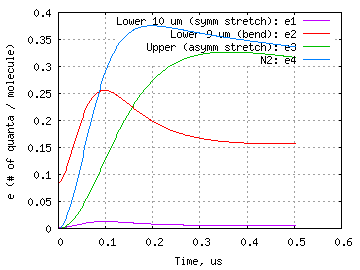 0.4
0.35
0.3
0.25
0.2
0.15
0.1
0.05
0
e (# of quanta / molecule)
Lower 10 um (symm stretch): e1
Lower 9 um (bend): e2
Upper (asymm stretch): e3
N2: e4
0 0.1 0.2 0.3 0.4 0.5 0.6
Time, us